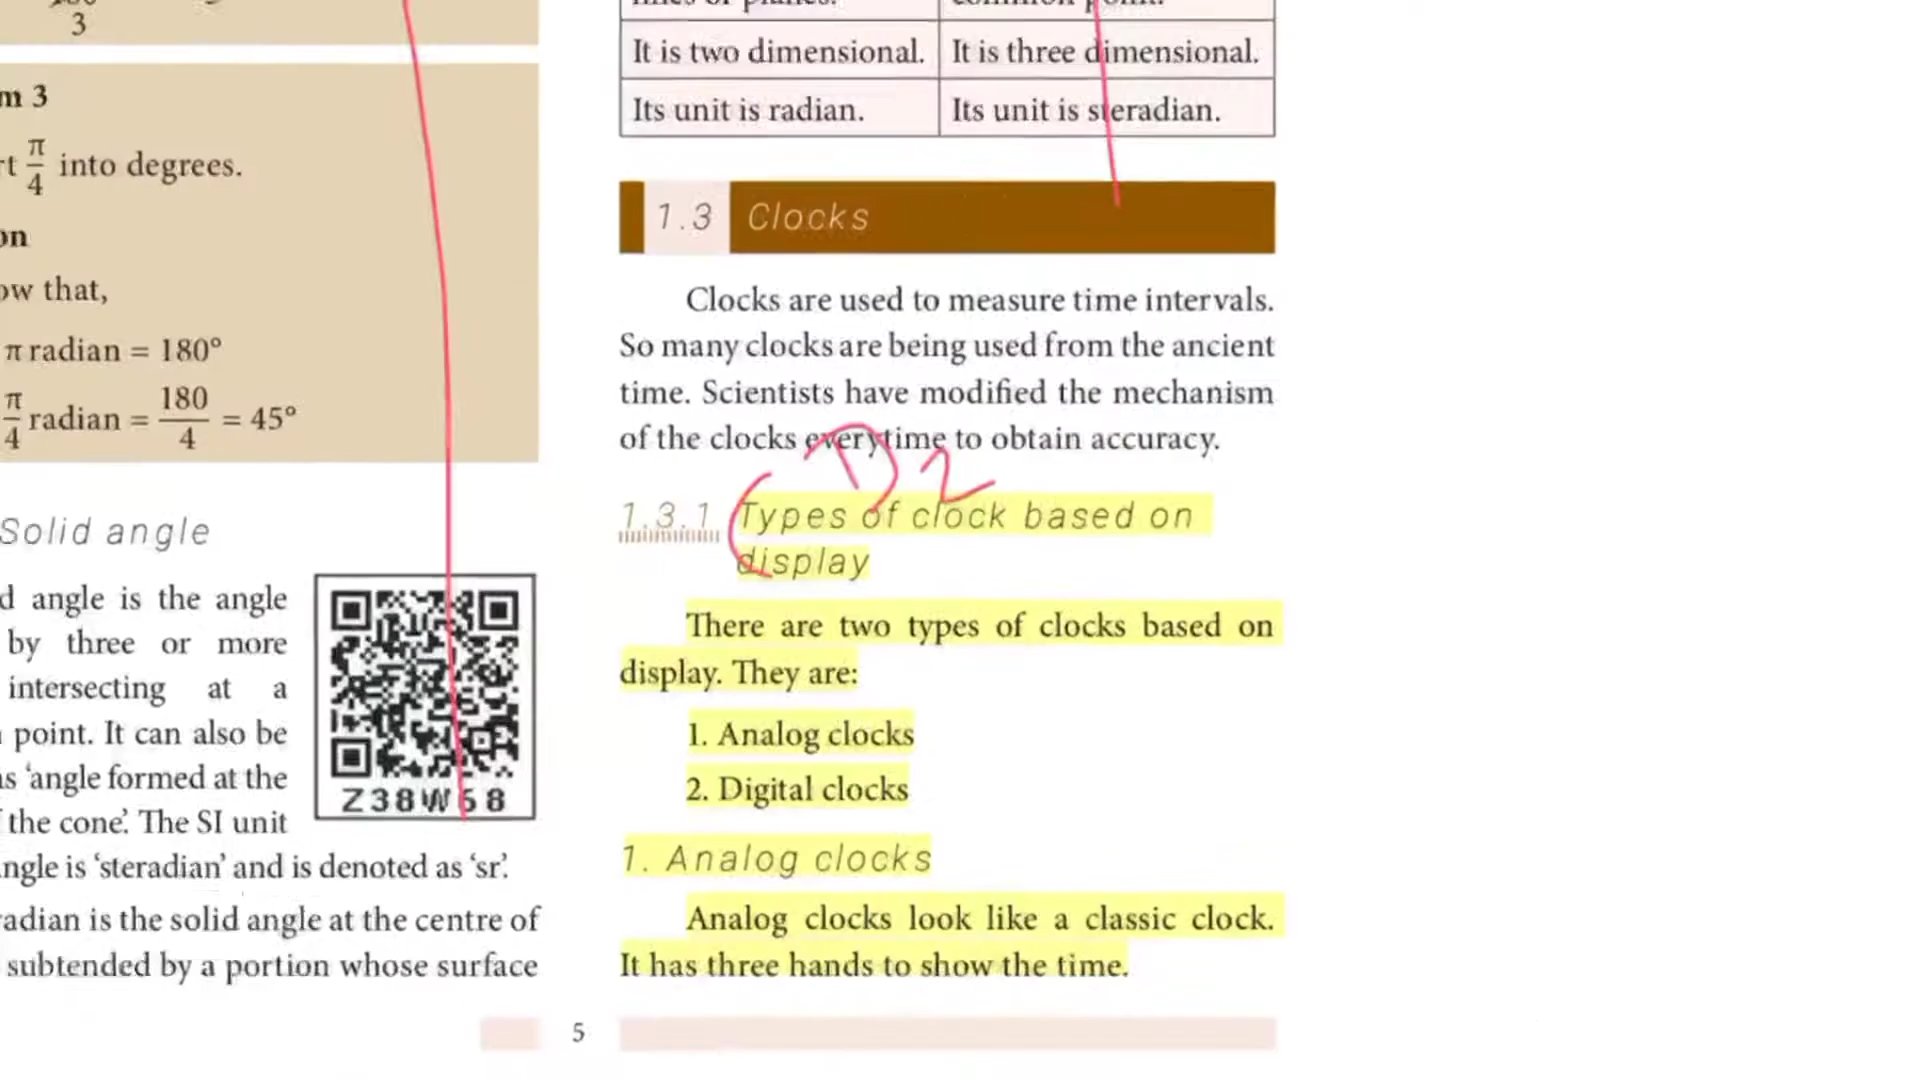 3
m 3
rt π/4 into degrees.
on
ow that,
π radian = 180°
π/4 radian = 180/4 = 45°
Solid angle
d angle is the angle
by three or more
intersecting at a
point. It can also be
as ‘angle formed at the
the cone’. The SI unit
ngle is ‘steradian’ and is denoted as ‘sr’.
radian is the solid angle at the centre of
subtended by a portion whose surface
Z38W68
lines or planes.
common point.
It is two dimensional.
It is three dimensional.
Its unit is radian.
Its unit is steradian.
1.3 Clocks
Clocks are used to measure time intervals.
So many clocks are being used from the ancient
time. Scientists have modified the mechanism
of the clocks everytime to obtain accuracy.
1.3.1 Types of clock based on
display
There are two types of clocks based on
display. They are:
1. Analog clocks
2. Digital clocks
1. Analog clocks
Analog clocks look like a classic clock.
It has three hands to show the time.
5